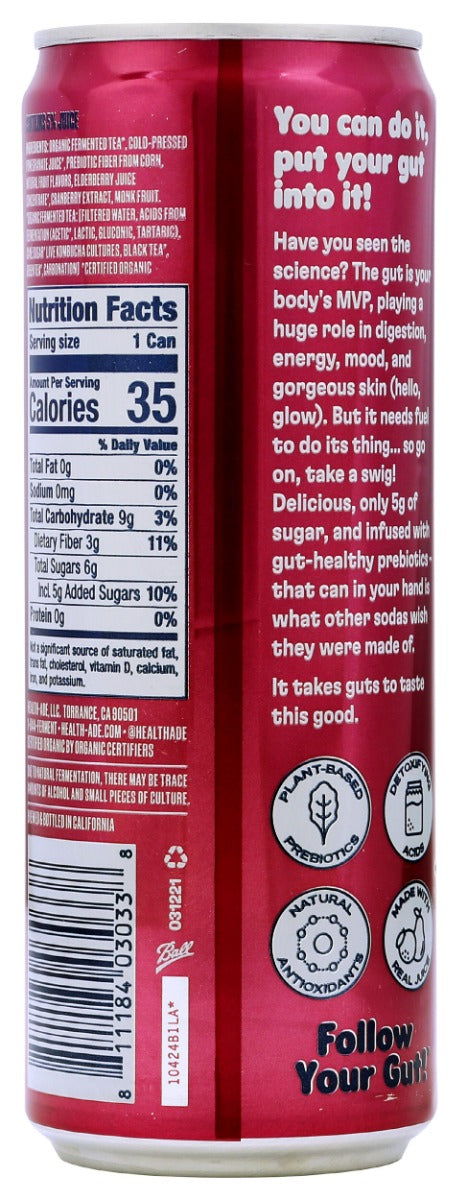 5% JUICE
INGREDIENTS: ORGANIC FERMENTED TEA*, COLD-PRESSED
POMEGRANATE JUICE*, PREBIOTIC FIBER FROM CORN,
NATURAL FRUIT FLAVORS, ELDERBERRY JUICE
CONCENTRATE*, CRANBERRY EXTRACT, MONK FRUIT.
*ORGANIC FERMENTED TEA: (FILTERED WATER, ACIDS FROM
FERMENTATION (ACETIC*, LACTIC, GLUCONIC, TARTARIC),
CANE SUGAR* LIVE KOMBUCHA CULTURES, BLACK TEA*,
GREEN TEA*, CARBONATION) *CERTIFIED ORGANIC
Nutrition Facts
Serving size 1 Can
Amount Per Serving
Calories 35
% Daily Value
Total Fat 0g 0%
Sodium 0mg 0%
Total Carbohydrate 9g 3%
Dietary Fiber 3g 11%
Total Sugars 6g
Incl. 5g Added Sugars 10%
Protein 0g 0%
Not a significant source of saturated fat,
trans fat, cholesterol, vitamin D, calcium,
iron, and potassium.
HEALTH-ADE, LLC. TORRANCE, CA 90501
1-844-FERMENT • HEALTH-ADE.COM • @HEALTHADE
CERTIFIED ORGANIC BY ORGANIC CERTIFIERS
DUE TO NATURAL FERMENTATION, THERE MAY BE TRACE
AMOUNTS OF ALCOHOL AND SMALL PIECES OF CULTURE.
BREWED & BOTTLED IN CALIFORNIA
8 11184 03033 8
031221
Ball
10424B1LA*
You can do it,
put your gut
into it!
Have you seen the
science? The gut is your
body's MVP, playing a
huge role in digestion,
energy, mood, and
gorgeous skin (hello,
glow). But it needs fuel
to do its thing... so go
on, take a swig!
Delicious, only 5g of
sugar, and infused with
gut-healthy prebiotics -
that can in your hand is
what other sodas wish
they were made of.
It takes guts to taste
this good.
PLANT-BASED
PREBIOTICS
DETOXIFYING
ACIDS
NATURAL
ANTIOXIDANTS
MADE WITH
REAL JUICE
Follow
Your Gut!